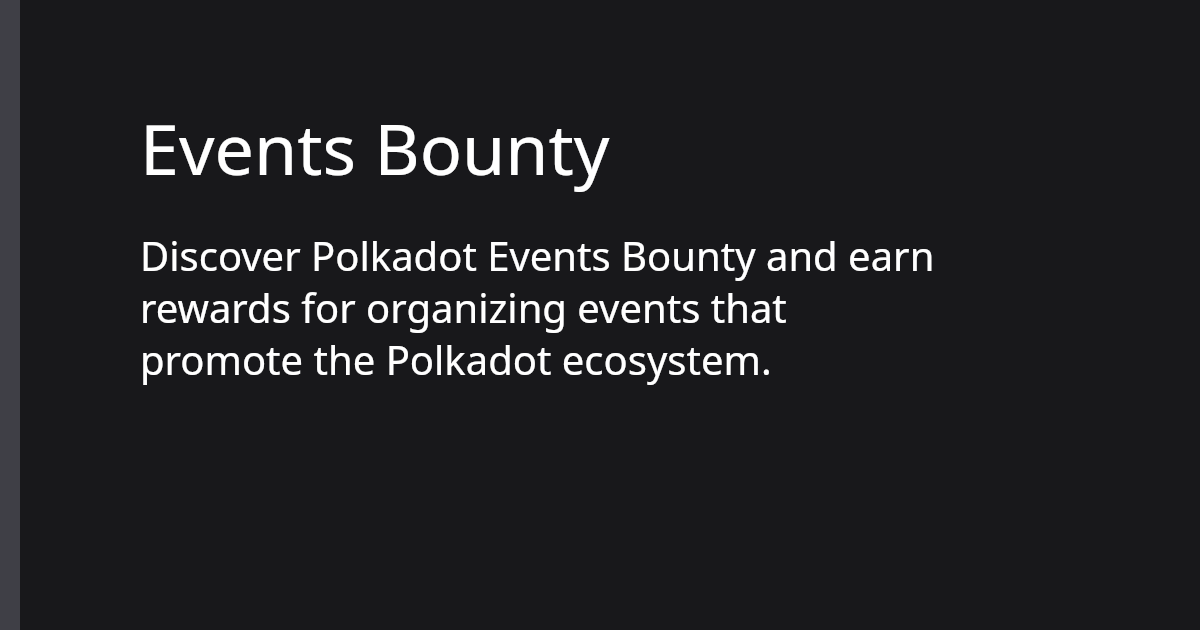 Events Bounty
Discover Polkadot Events Bounty and earn
rewards for organizing events that
promote the Polkadot ecosystem.